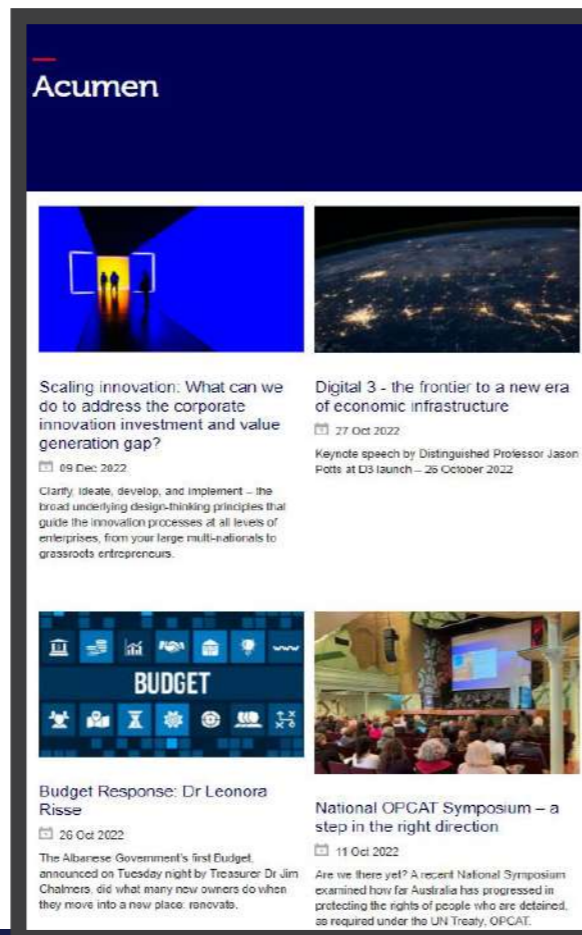 Acumen
Scaling innovation: What can we
do to address the corporate
innovation investment and value
generation gap?
09 Dec 2022
Clarify, ideate, develop, and implement – the
broad underlying design-thinking principles that
guide the innovation processes at all levels of
enterprises, from your large multi-nationals to
grassroots entrepreneurs.
Digital 3 - the frontier to a new era
of economic infrastructure
27 Oct 2022
Keynote speech by Distinguished Professor Jason
Potts at D3 launch – 26 October 2022
BUDGET
Budget Response: Dr Leonora
Risse
26 Oct 2022
The Albanese Government's first Budget,
announced on Tuesday night by Treasurer Dr Jim
Chalmers, did what many new owners do when
they move into a new place: renovate.
National OPCAT Symposium – a
step in the right direction
11 Oct 2022
Are we there yet? A recent National Symposium
examined how far Australia has progressed in
protecting the rights of people who are detained,
as required under the UN Treaty, OPCAT.